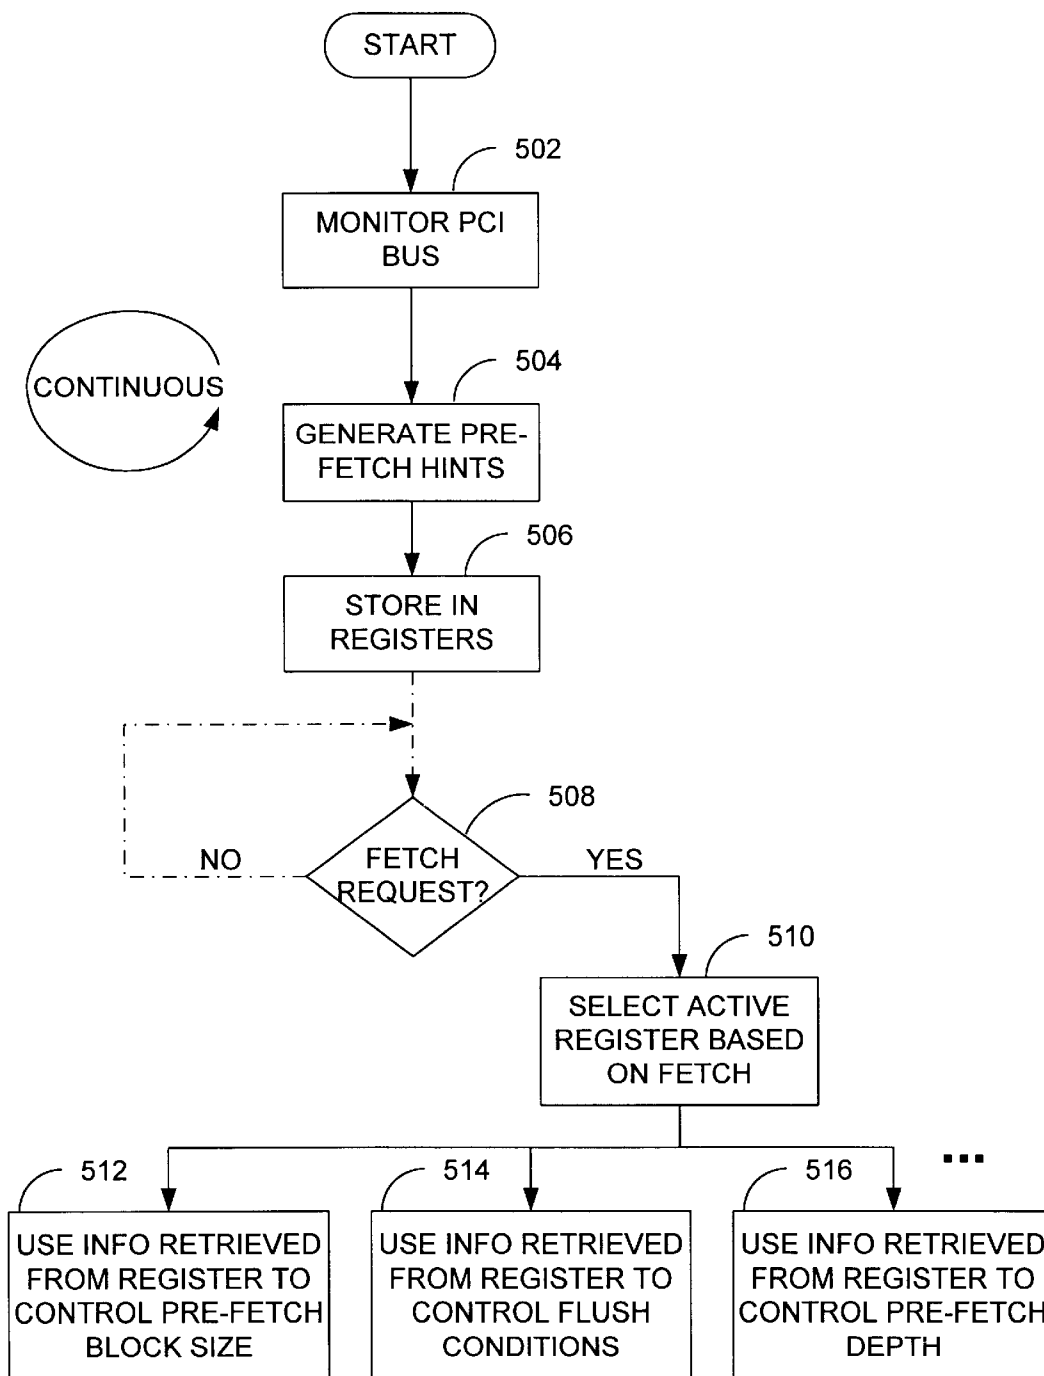 START
502
MONITOR PCI
BUS
CONTINUOUS
504
GENERATE PRE-
FETCH HINTS
506
STORE IN
REGISTERS
508
FETCH
REQUEST?
NO
YES
510
SELECT ACTIVE
REGISTER BASED
ON FETCH
...
512
USE INFO RETRIEVED
FROM REGISTER TO
CONTROL PRE-FETCH
BLOCK SIZE
514
USE INFO RETRIEVED
FROM REGISTER TO
CONTROL FLUSH
CONDITIONS
516
USE INFO RETRIEVED
FROM REGISTER TO
CONTROL PRE-FETCH
DEPTH